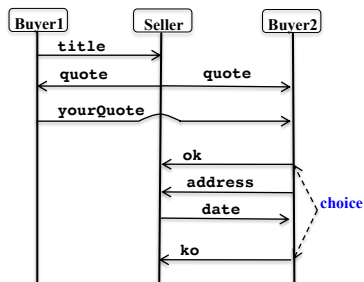 Buyer1 Seller Buyer2
title
quote quote
yourQuote
ok
address
choice
date
ko